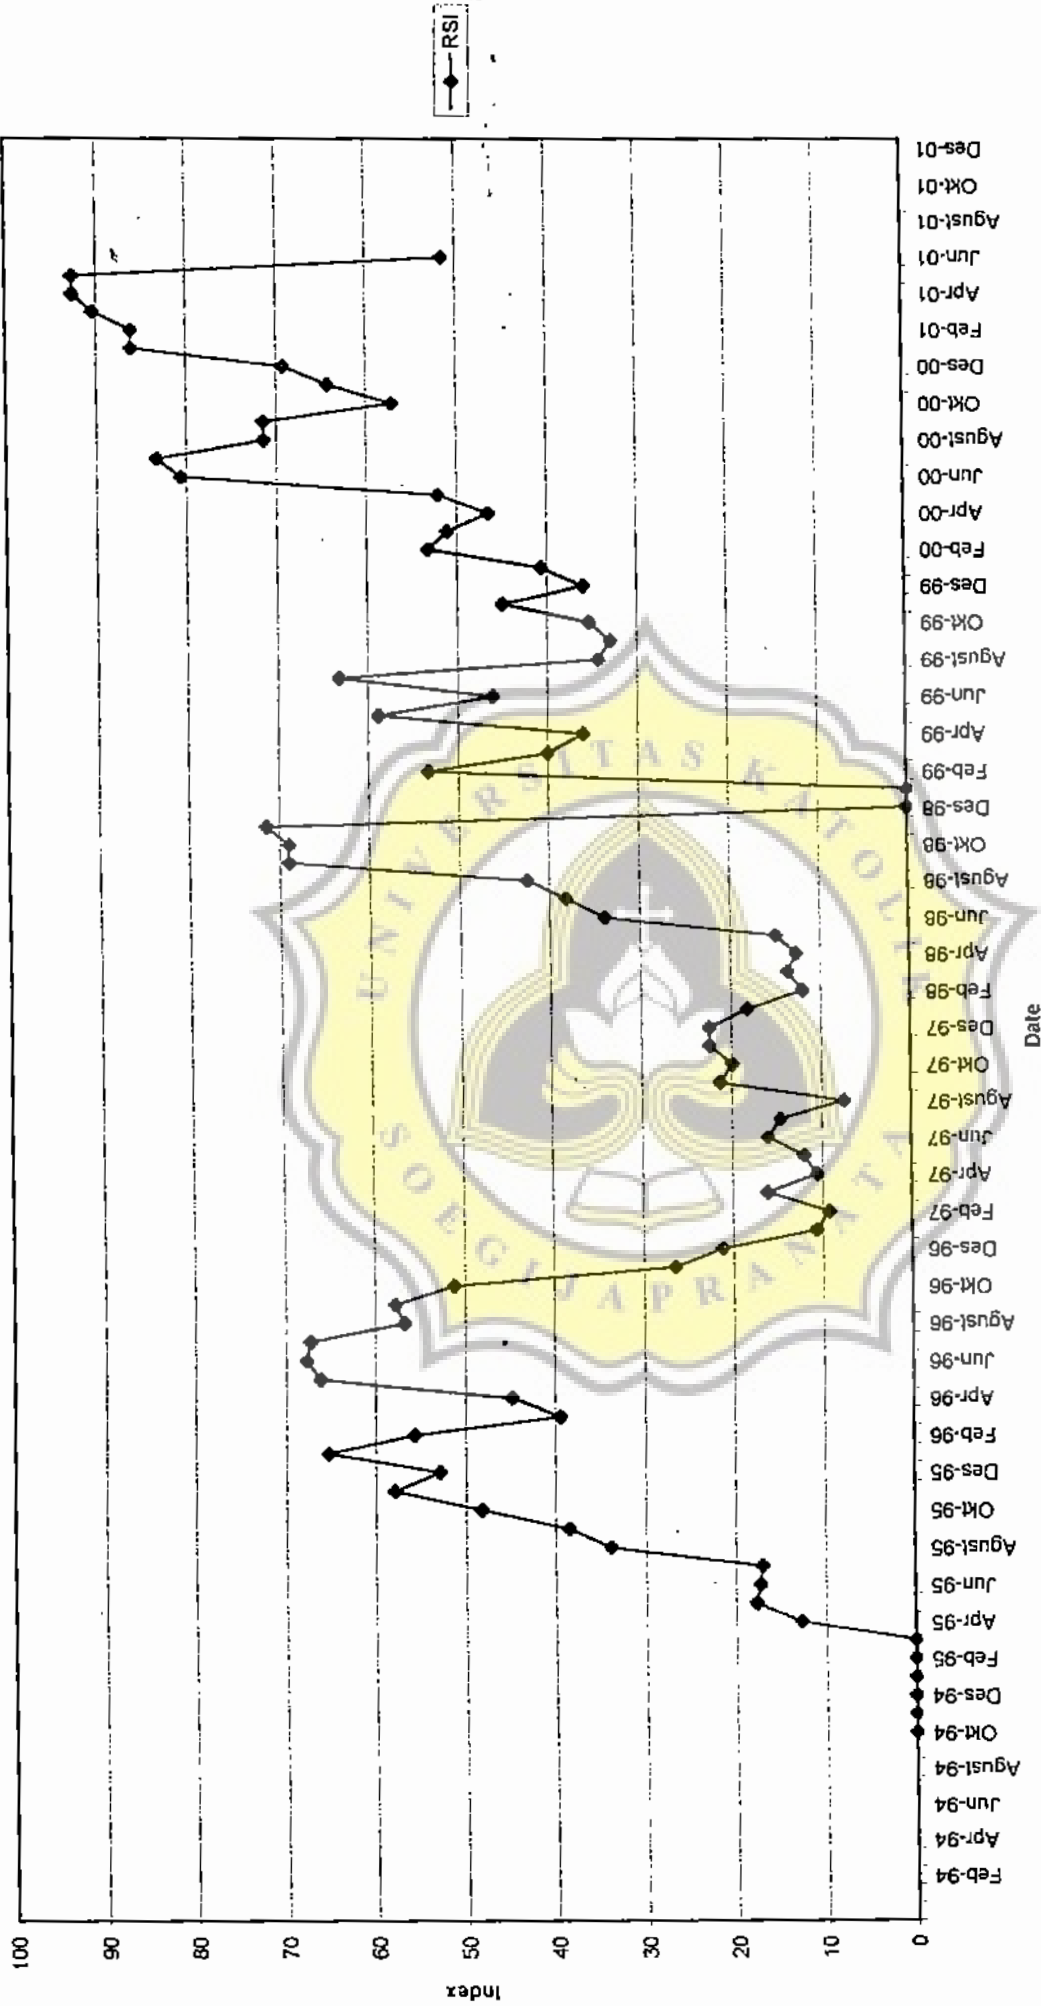 RSI
Index
100
90
80
70
60
50
40
30
20
10
0
Feb-94
Apr-94
Jun-94
Agust-94
Okt-94
Des-94
Feb-95
Apr-95
Jun-95
Agust-95
Okt-95
Des-95
Feb-96
Apr-96
Jun-96
Agust-96
Okt-96
Des-96
Feb-97
Apr-97
Jun-97
Agust-97
Okt-97
Des-97
Feb-98
Apr-98
Jun-98
Agust-98
Okt-98
Des-98
Feb-99
Apr-99
Jun-99
Agust-99
Okt-99
Des-99
Feb-00
Apr-00
Jun-00
Agust-00
Okt-00
Des-00
Feb-01
Apr-01
Jun-01
Agust-01
Okt-01
Des-01
Date
UNIVERSITAS KATOLIK
SOEGIJAPRANATA